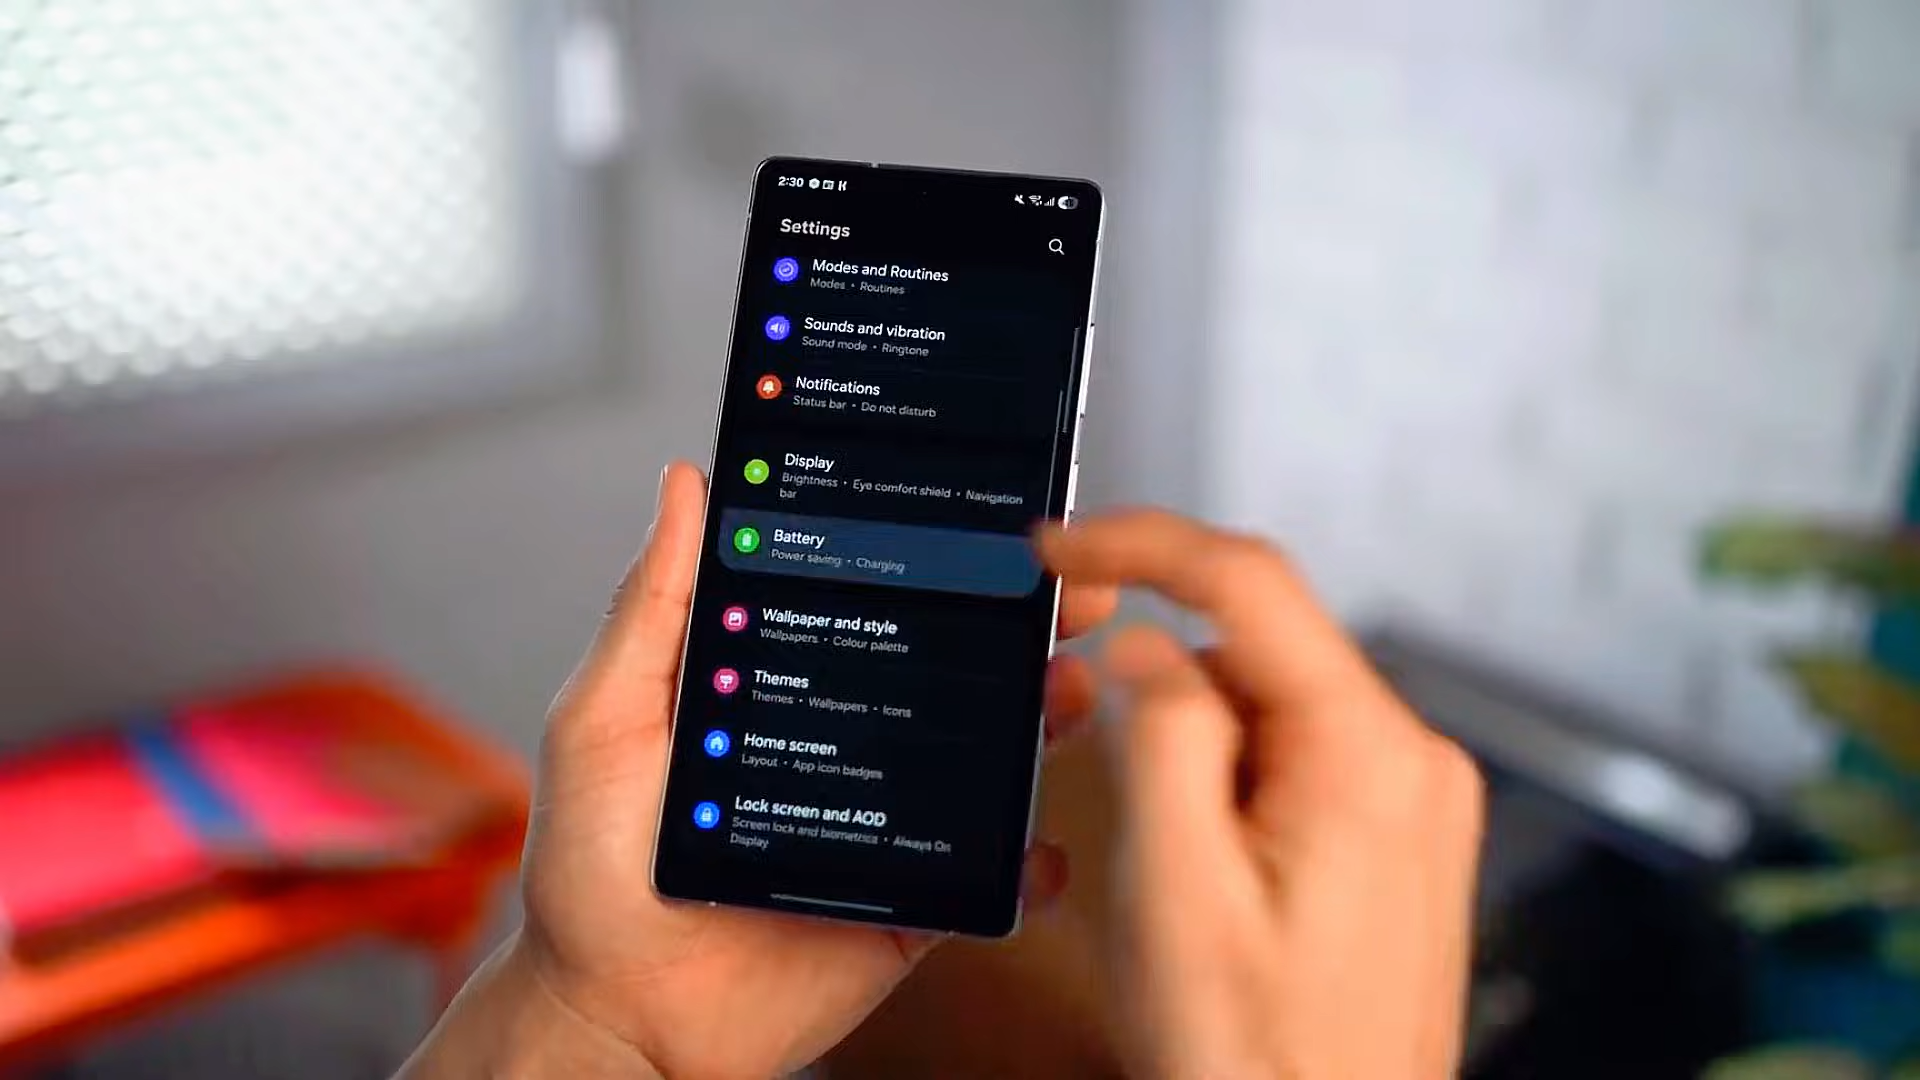 2:30
Settings
Modes and Routines
Modes • Routines
Sounds and vibration
Sound mode • Ringtone
Notifications
Status bar • Do not disturb
Display
Brightness • Eye comfort shield • Navigation
bar
Battery
Power saving • Charging
Wallpaper and style
Wallpapers • Colour palette
Themes
Themes • Wallpapers • Icons
Home screen
Layout • App icon badges
Lock screen and AOD
Screen lock and biometrics • Always On
Display